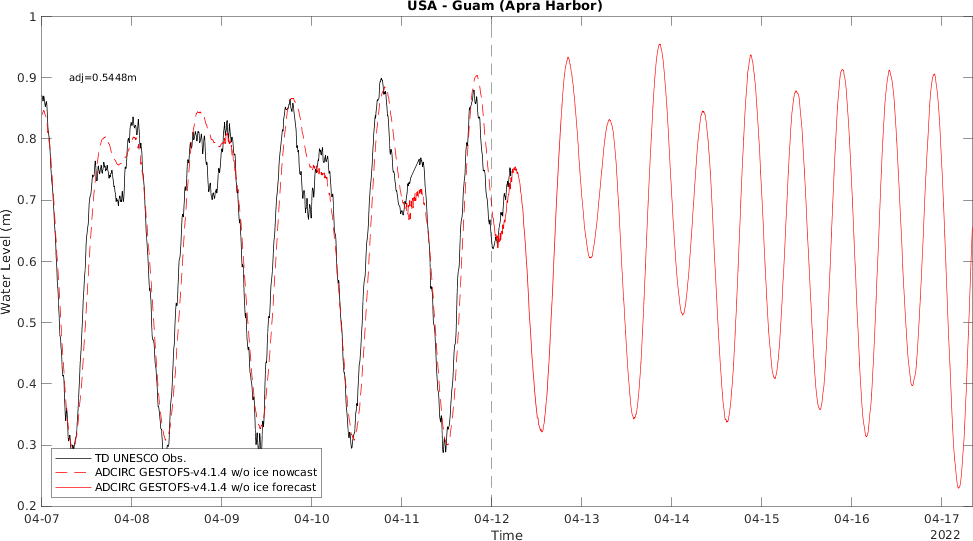 USA - Guam (Apra Harbor)
1
0.9
adj=0.5448m
0.8
0.7
0.6
0.5
0.4
0.3
0.2
Water Level (m)
TD UNESCO Obs.
ADCIRC GESTOFS-v4.1.4 w/o ice nowcast
ADCIRC GESTOFS-v4.1.4 w/o ice forecast
04-07 04-08 04-09 04-10 04-11 04-12 04-13 04-14 04-15 04-16 04-17
Time
2022